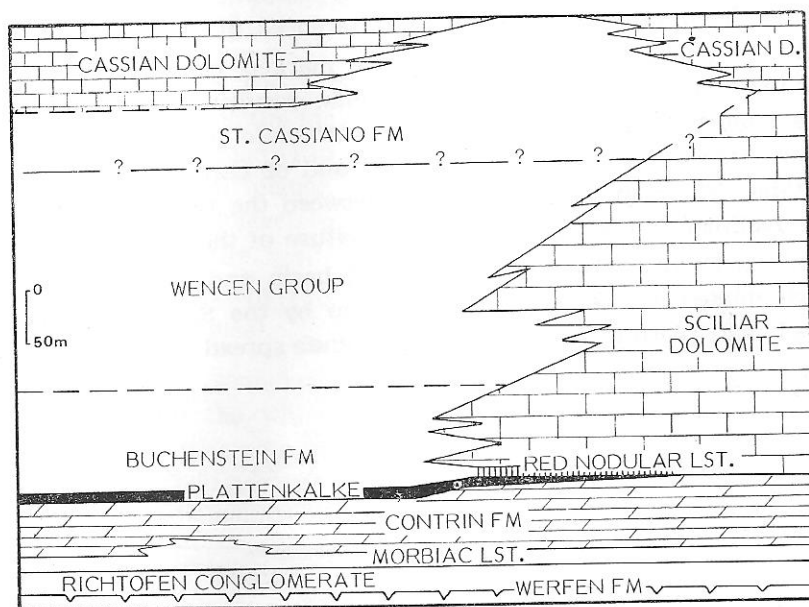 CASSIAN DOLOMITE
CASSIAN D.
ST. CASSIANO FM
? ? ? ? ? ? ? ?
0
50m
WENGEN GROUP
SCILIAR
DOLOMITE
BUCHENSTEIN FM
RED NODULAR LST.
PLATTENKALKE
CONTRIN FM
MORBIAC LST.
RICHTOFEN CONGLOMERATE
WERFEN FM